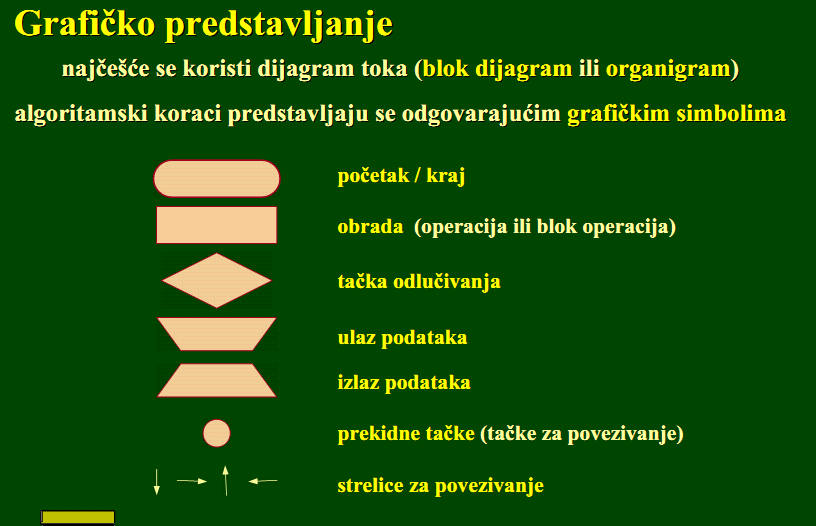 Grafičko predstavljanje
najčešće se koristi dijagram toka (blok dijagram ili organigram)
algoritamski koraci predstavljaju se odgovarajućim grafičkim simbolima
početak / kraj
obrada (operacija ili blok operacija)
tačka odlučivanja
ulaz podataka
izlaz podataka
prekidne tačke (tačke za povezivanje)
strelice za povezivanje